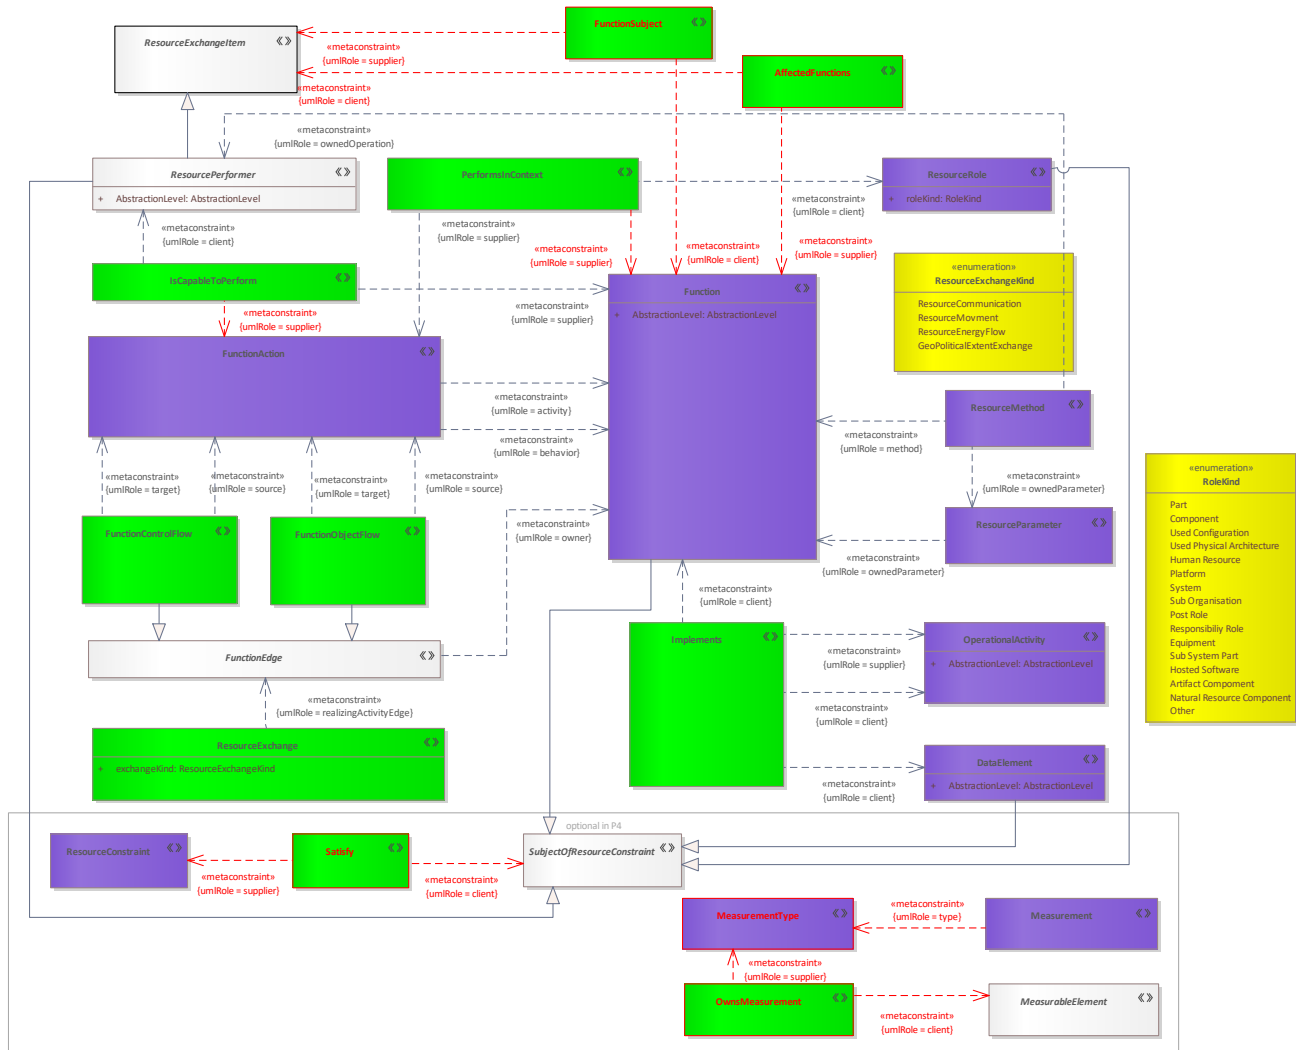 FunctionSubject
ResourceExchangeItem
«metaconstraint»
{umlRole = supplier}
AffectedFunctions
«metaconstraint»
{umlRole = client}
«metaconstraint»
{umlRole = ownedOperation}
ResourcePerformer
+ AbstractionLevel: AbstractionLevel
PerformsInContext
ResourceRole
+ roleKind: RoleKind
«metaconstraint»
{umlRole = client}
«metaconstraint»
{umlRole = supplier}
«metaconstraint»
{umlRole = client}
«metaconstraint»
{umlRole = supplier}
«metaconstraint»
{umlRole = client}
«metaconstraint»
{umlRole = supplier}
IsCapableToPerform
«metaconstraint»
{umlRole = supplier}
«metaconstraint»
{umlRole = supplier}
Function
+ AbstractionLevel: AbstractionLevel
«enumeration»
ResourceExchangeKind
ResourceCommunication
ResourceMovment
ResourceEnergyFlow
GeoPoliticalExtentExchange
FunctionAction
«metaconstraint»
{umlRole = activity}
«metaconstraint»
{umlRole = behavior}
ResourceMethod
«metaconstraint»
{umlRole = method}
«metaconstraint»
{umlRole = ownedParameter}
«metaconstraint»
{umlRole = target}
«metaconstraint»
{umlRole = source}
«metaconstraint»
{umlRole = target}
«metaconstraint»
{umlRole = source}
FunctionControlFlow
FunctionObjectFlow
«metaconstraint»
{umlRole = owner}
ResourceParameter
«metaconstraint»
{umlRole = ownedParameter}
«enumeration»
RoleKind
Part
Component
Used Configuration
Used Physical Architecture
Human Resource
Platform
System
Sub Organisation
Post Role
Responsibiliy Role
Equipment
Sub System Part
Hosted Software
Artifact Component
Natural Resource Component
Other
«metaconstraint»
{umlRole = client}
FunctionEdge
Implements
OperationalActivity
+ AbstractionLevel: AbstractionLevel
«metaconstraint»
{umlRole = supplier}
«metaconstraint»
{umlRole = client}
«metaconstraint»
{umlRole = realizingActivityEdge}
ResourceExchange
+ exchangeKind: ResourceExchangeKind
DataElement
+ AbstractionLevel: AbstractionLevel
«metaconstraint»
{umlRole = client}
optional in P4
ResourceConstraint
Satisfy
SubjectOfResourceConstraint
«metaconstraint»
{umlRole = supplier}
«metaconstraint»
{umlRole = client}
MeasurementType
«metaconstraint»
{umlRole = type}
Measurement
«metaconstraint»
{umlRole = supplier}
OwnsMeasurement
MeasurableElement
«metaconstraint»
{umlRole = client}